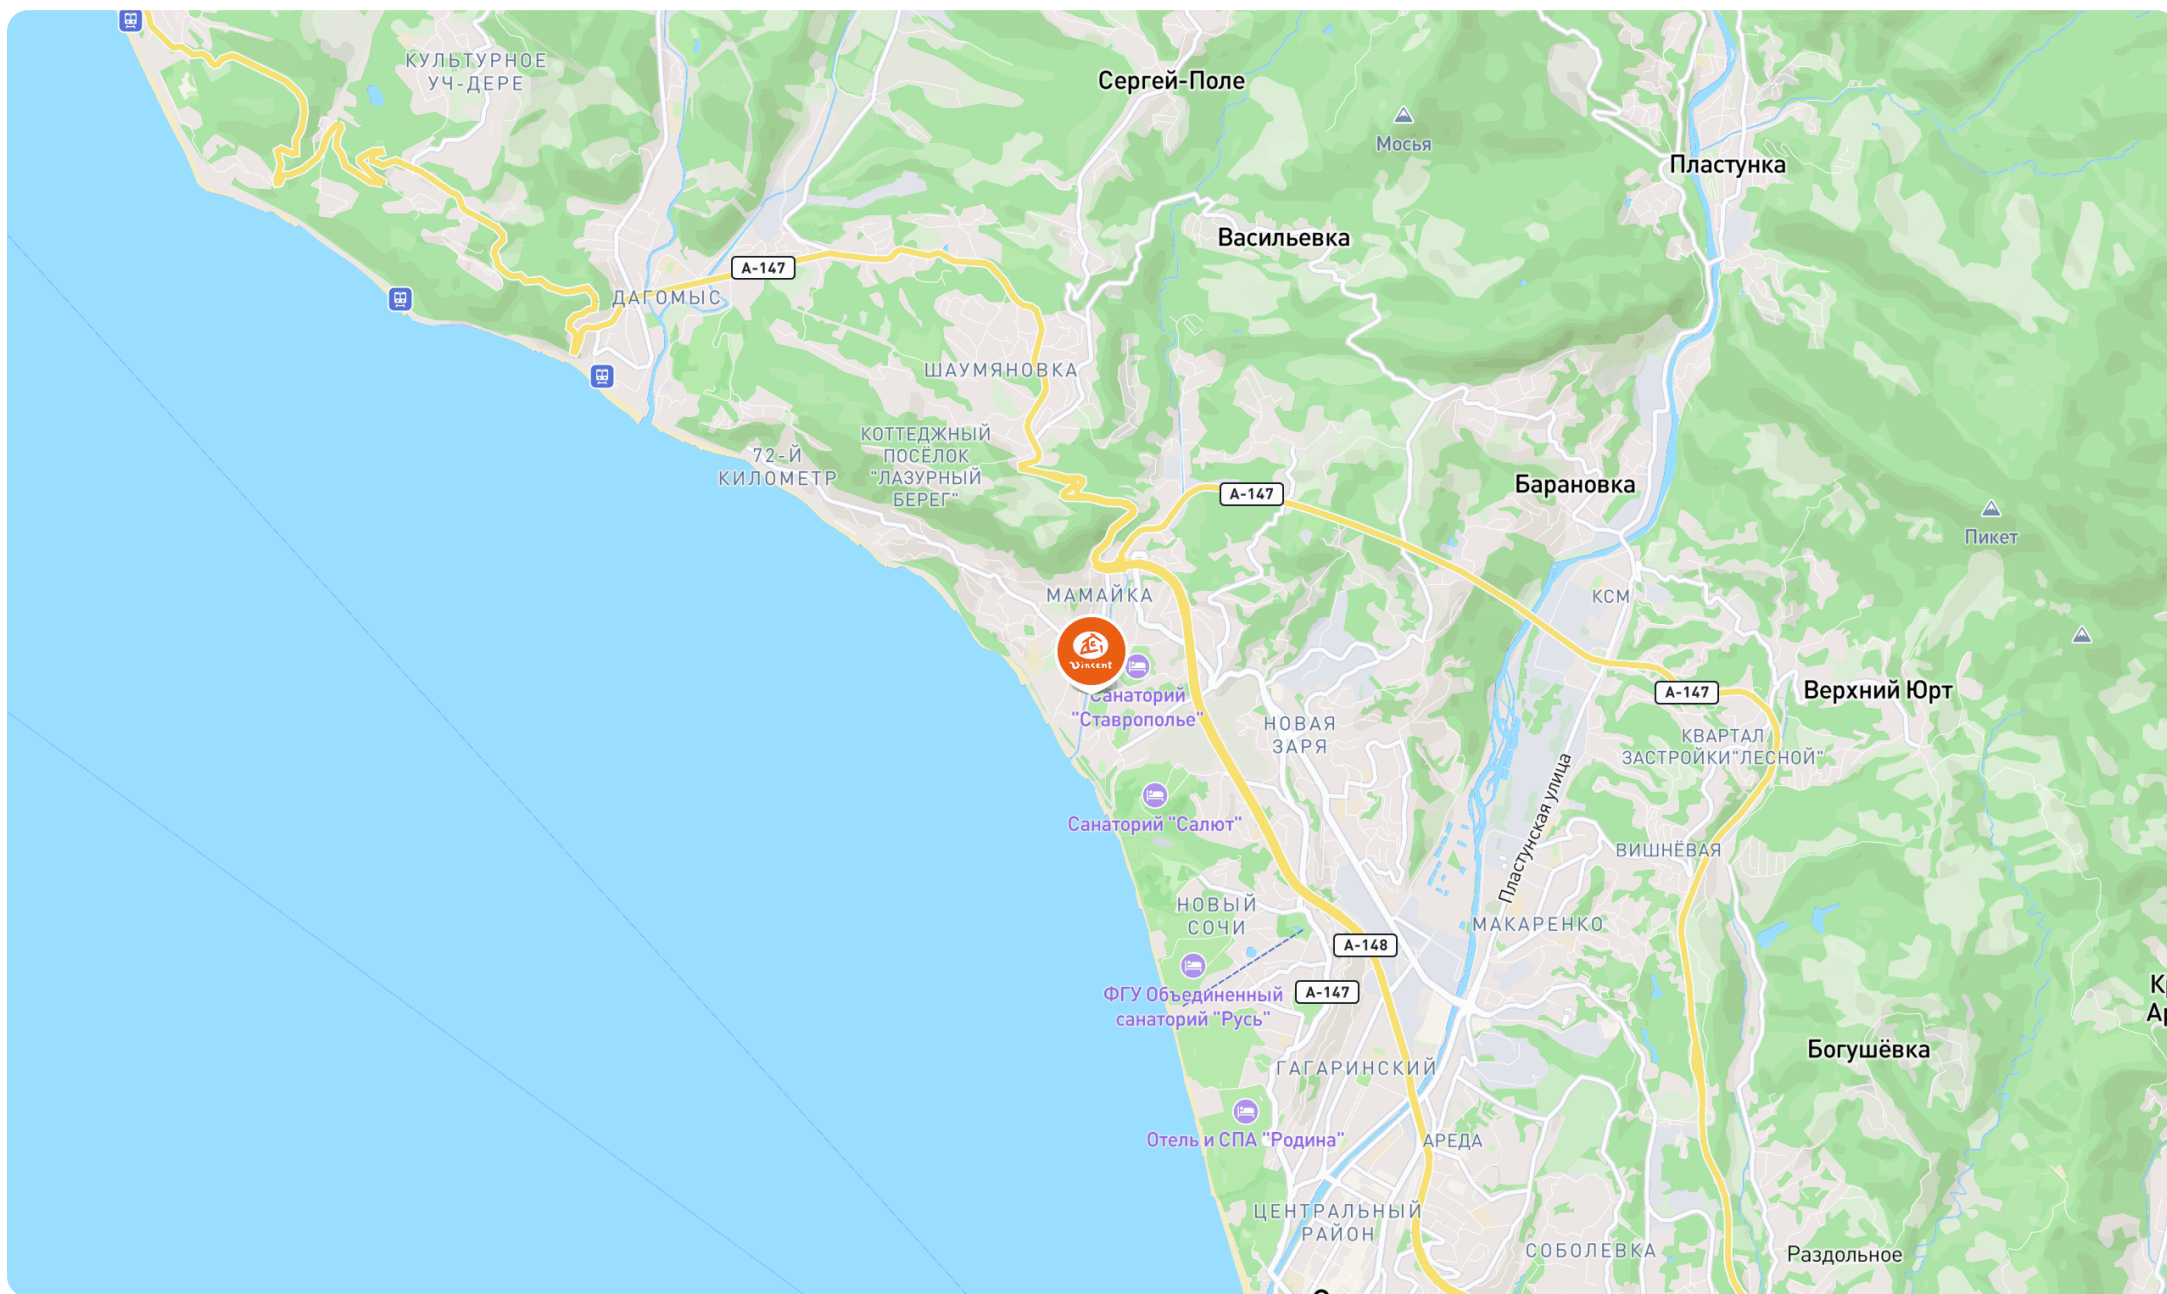 КУЛЬТУРНОЕ
УЧ-ДЕРЕ
Сергей-Поле
Мосья
Пластунка
Васильевка
А-147
ДАГОМЫС
ШАУМЯНОВКА
КОТТЕДЖНЫЙ
ПОСЁЛОК
"ЛАЗУРНЫЙ
БЕРЕГ"
72-Й
КИЛОМЕТР
А-147
Барановка
Пикет
МАМАЙКА
КСМ
Vincent
Санаторий
"Ставрополье"
А-147
Верхний Юрт
НОВАЯ
ЗАРЯ
КВАРТАЛ
ЗАСТРОЙКИ"ЛЕСНОЙ"
Пластунская улица
Санаторий "Салют"
ВИШНЁВАЯ
НОВЫЙ
СОЧИ
МАКАРЕНКО
А-148
А-147
ФГУ Объединенный
санаторий "Русь"
Богушёвка
ГАГАРИНСКИЙ
Отель и СПА "Родина"
АРЕДА
ЦЕНТРАЛЬНЫЙ
РАЙОН
СОБОЛЕВКА
Раздольное